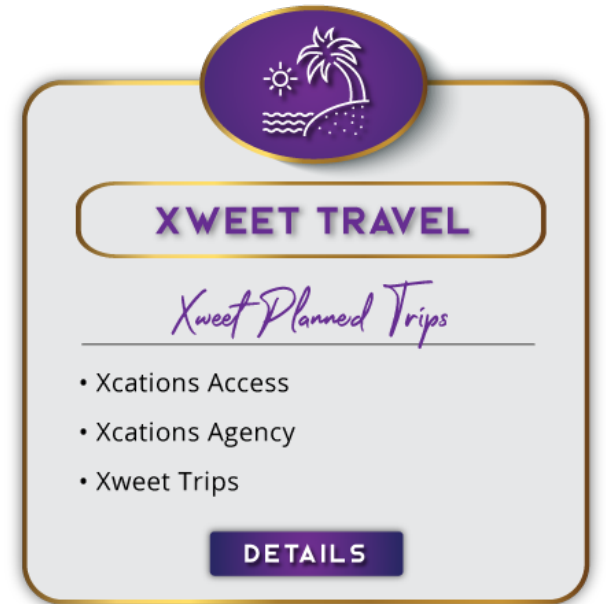 XWEET TRAVEL
Xweet Planned Trips
• Xcations Access
• Xcations Agency
• Xweet Trips
DETAILS